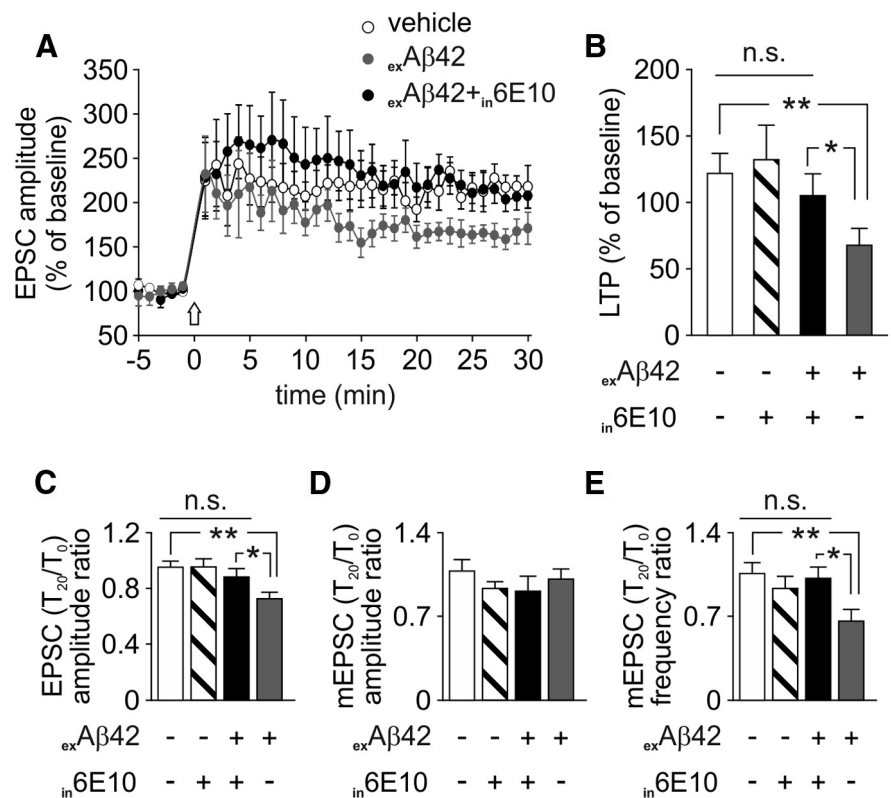 A
vehicle
exAβ42
exAβ42+in6E10
EPSC amplitude
(% of baseline)
350
300
250
200
150
100
50
-5 0 5 10 15 20 25 30
time (min)
B
n.s.
**
*
LTP (% of baseline)
200
150
100
50
0
exAβ42 - - + +
in6E10 - + + -
C
n.s.
**
*
EPSC (T20/T0)
amplitude ratio
1.2
0.8
0.4
0
exAβ42 - - + +
in6E10 - + + -
D
mEPSC (T20/T0)
amplitude ratio
1.4
0.7
0
exAβ42 - - + +
in6E10 - + + -
E
n.s.
**
*
mEPSC (T20/T0)
frequency ratio
1.4
0.7
0
exAβ42 - - + +
in6E10 - + + -